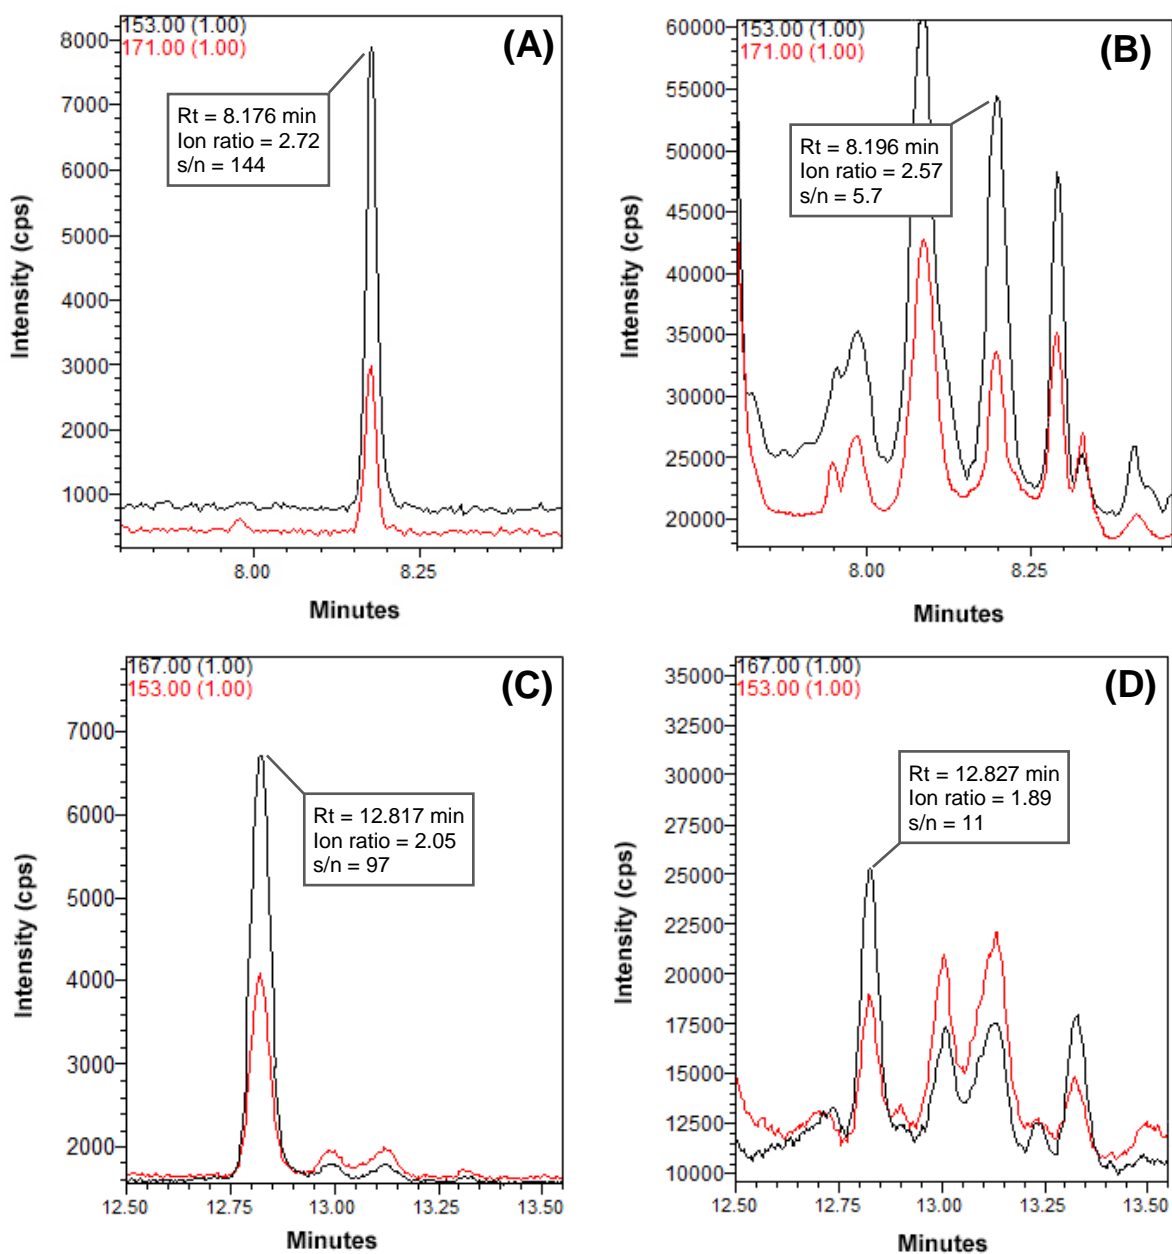 153.00 (1.00)
171.00 (1.00)
(A)
Rt = 8.176 min
Ion ratio = 2.72
s/n = 144
8000
7000
6000
5000
4000
3000
2000
1000
Intensity (cps)
8.00
8.25
Minutes
153.00 (1.00)
171.00 (1.00)
(B)
Rt = 8.196 min
Ion ratio = 2.57
s/n = 5.7
60000
55000
50000
45000
40000
35000
30000
25000
20000
Intensity (cps)
8.00
8.25
Minutes
167.00 (1.00)
153.00 (1.00)
(C)
Rt = 12.817 min
Ion ratio = 2.05
s/n = 97
7000
6000
5000
4000
3000
2000
Intensity (cps)
12.50
12.75
13.00
13.25
13.50
Minutes
167.00 (1.00)
153.00 (1.00)
(D)
Rt = 12.827 min
Ion ratio = 1.89
s/n = 11
35000
32500
30000
27500
25000
22500
20000
17500
15000
12500
10000
Intensity (cps)
12.50
12.75
13.00
13.25
13.50
Minutes